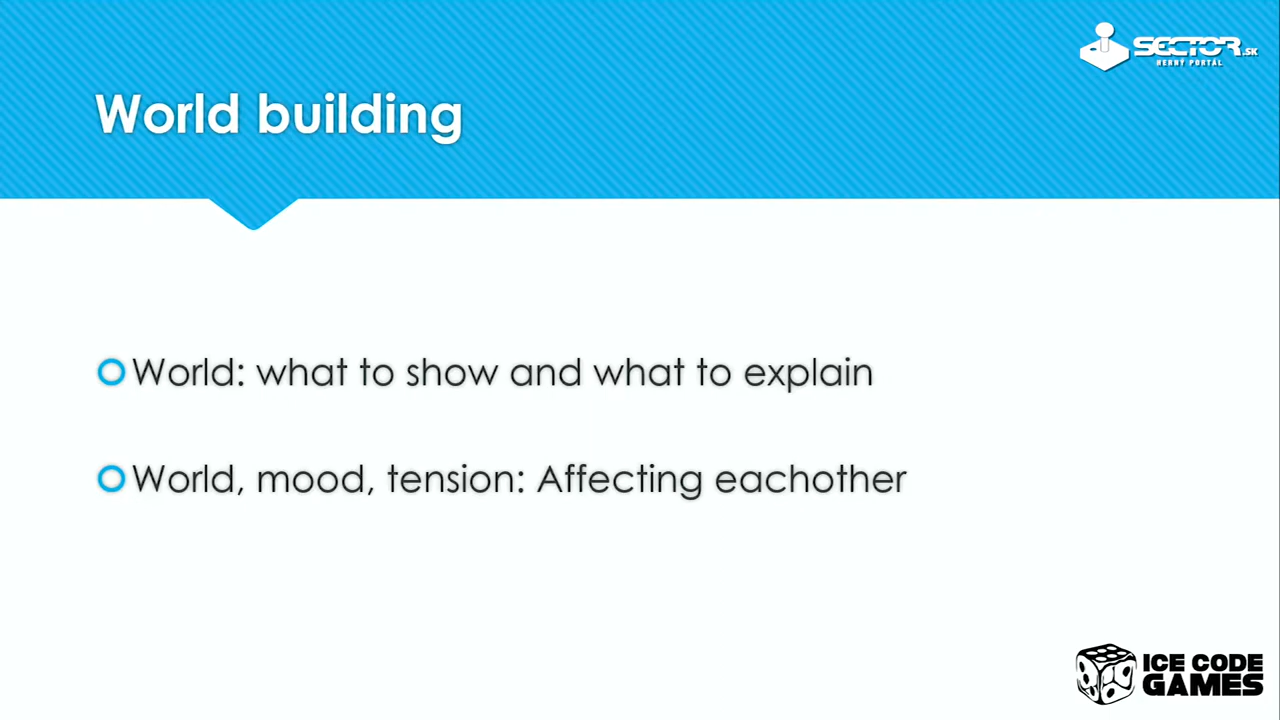 SECTOR.SK
HERNÝ PORTÁL
World building
World: what to show and what to explain
World, mood, tension: Affecting eachother
ICE CODE
GAMES